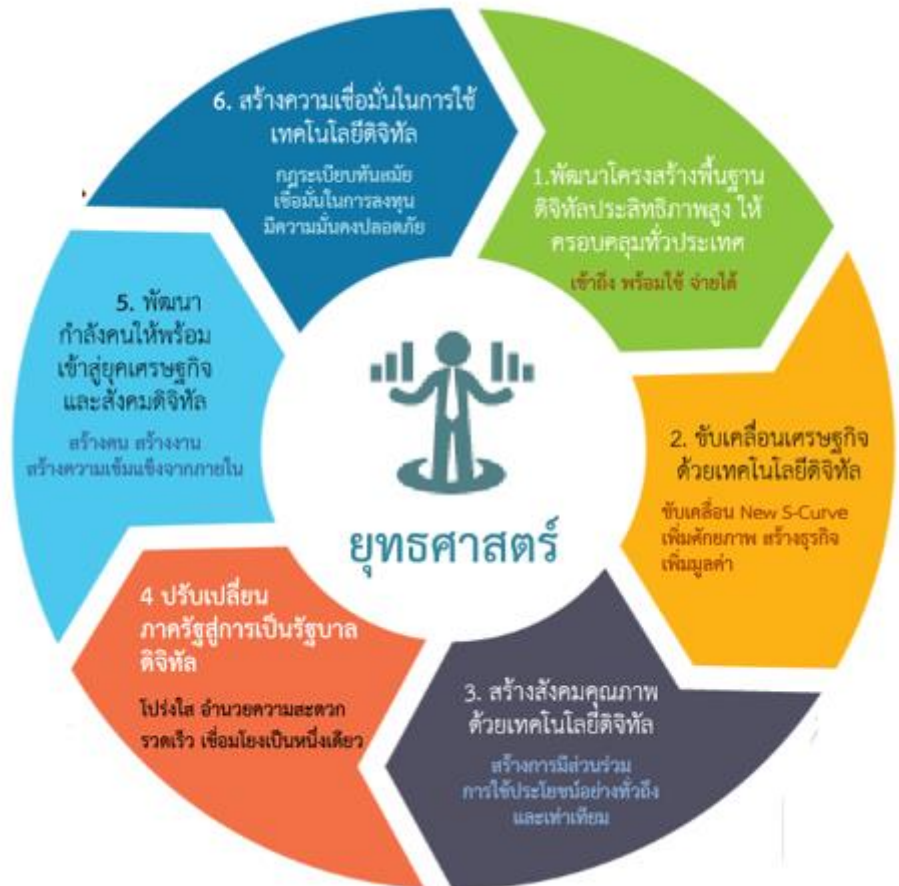 6. สร้างความเชื่อมั่นในการใช้
เทคโนโลยีดิจิทัล
กฎระเบียบทันสมัย
เชื่อมั่นในการลงทุน
มีความมั่นคงปลอดภัย
1.พัฒนาโครงสร้างพื้นฐาน
ดิจิทัลประสิทธิภาพสูง ให้
ครอบคลุมทั่วประเทศ
เข้าถึง พร้อมใช้ จ่ายได้
2. ขับเคลื่อนเศรษฐกิจ
ด้วยเทคโนโลยีดิจิทัล
ขับเคลื่อน New S-Curve
เพิ่มศักยภาพ สร้างธุรกิจ
เพิ่มมูลค่า
3. สร้างสังคมคุณภาพ
ด้วยเทคโนโลยีดิจิทัล
สร้างการมีส่วนร่วม
การใช้ประโยชน์อย่างทั่วถึง
และเท่าเทียม
4 ปรับเปลี่ยน
ภาครัฐสู่การเป็นรัฐบาล
ดิจิทัล
โปร่งใส อำนวยความสะดวก
รวดเร็ว เชื่อมโยงเป็นหนึ่งเดียว
5. พัฒนา
กำลังคนให้พร้อม
เข้าสู่ยุคเศรษฐกิจ
และสังคมดิจิทัล
สร้างคน สร้างงาน
สร้างความเข้มแข็งจากภายใน
ยุทธศาสตร์